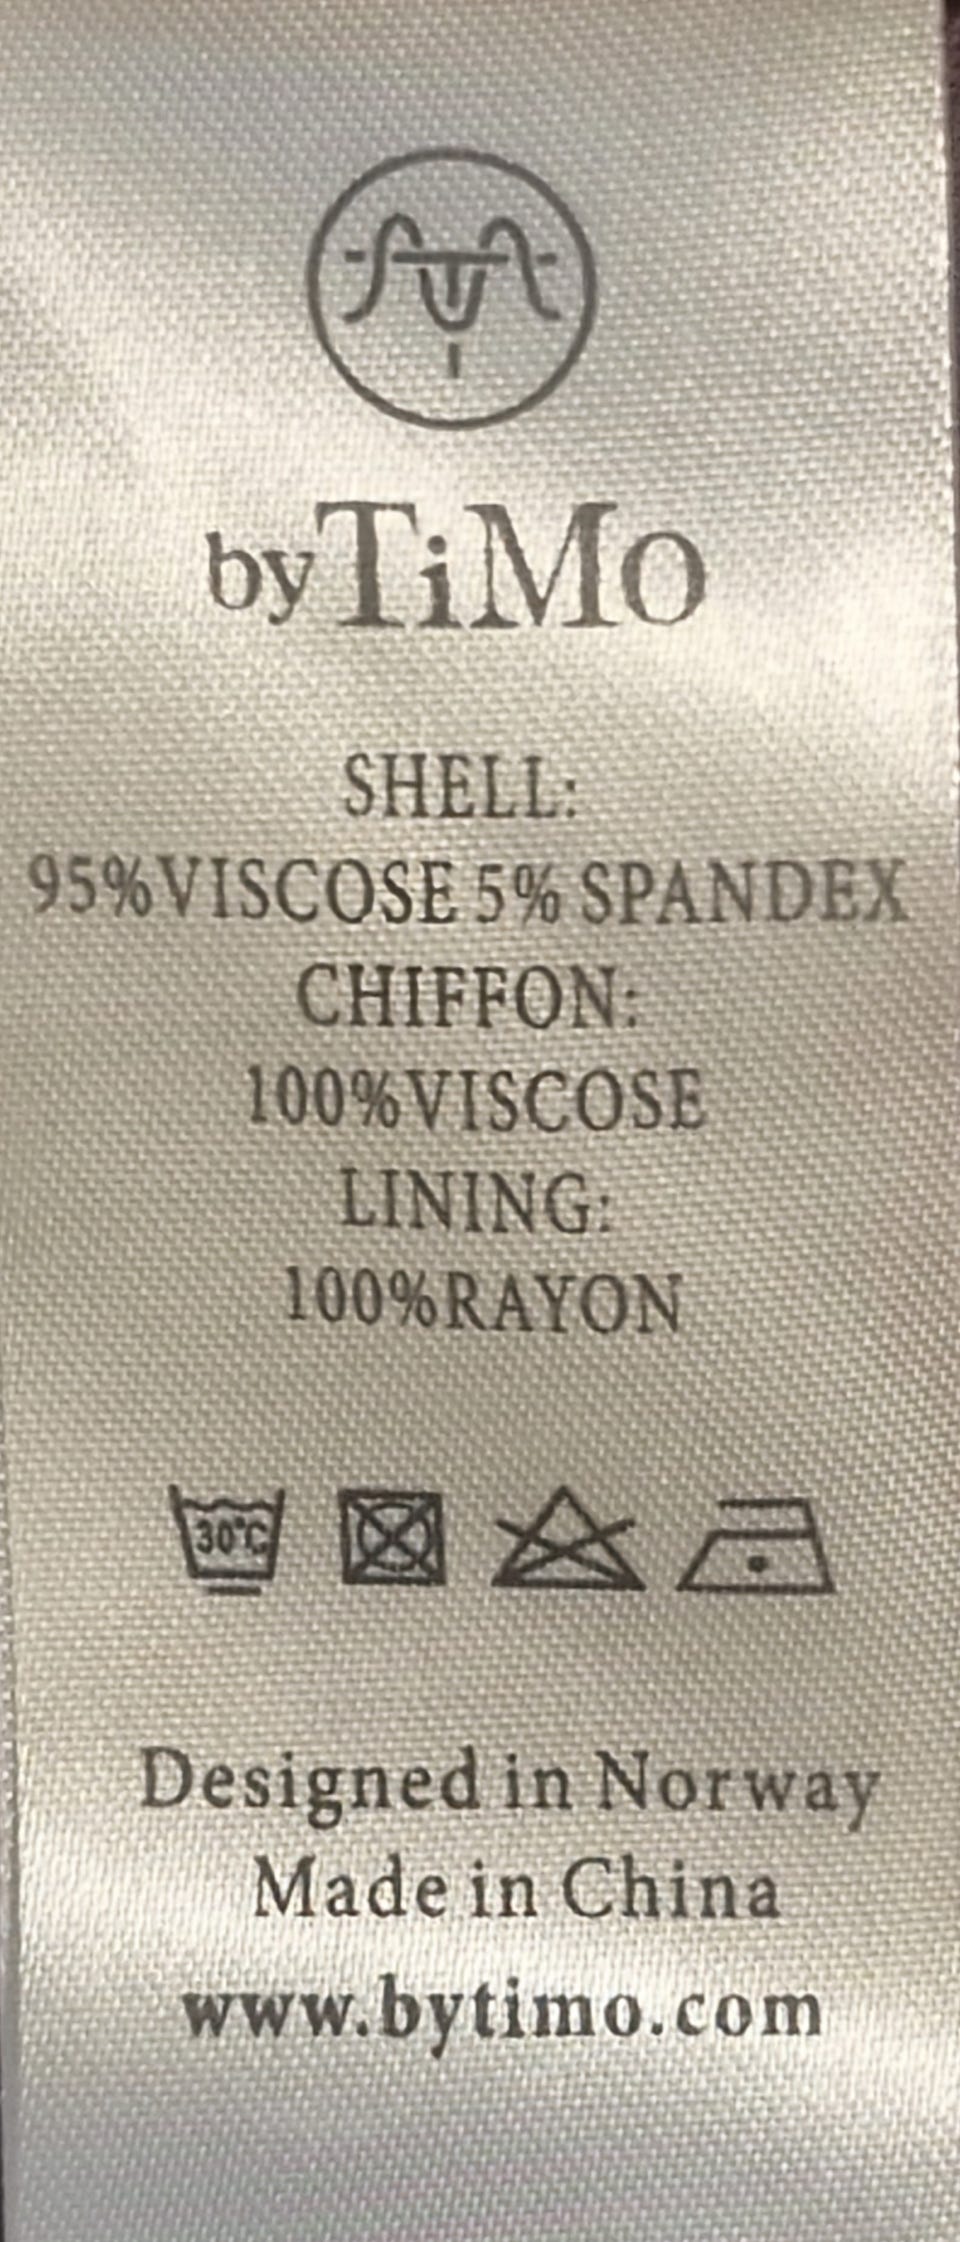 byTiMo
SHELL:
95%VISCOSE 5% SPANDEX
CHIFFON:
100%VISCOSE
LINING:
100%RAYON
30°C
Designed in Norway
Made in China
www.bytimo.com